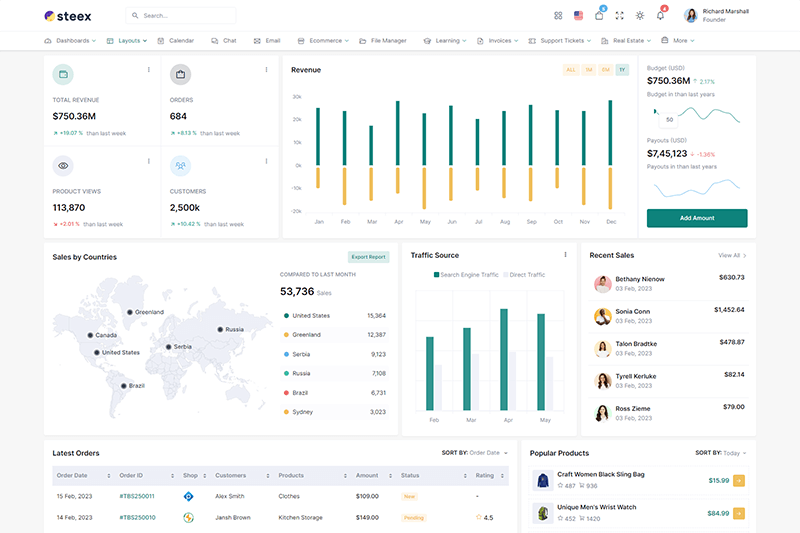 steex
Search...
5
4
Richard Marshall
Founder
Dashboards
Layouts
Calendar
Chat
Email
Ecommerce
File Manager
Learning
Invoices
Support Tickets
Real Estate
More
TOTAL REVENUE
$750.36M
+19.07 % than last week
ORDERS
684
+8.13 % than last week
PRODUCT VIEWS
113,870
+2.01 % than last week
CUSTOMERS
2,500k
+10.42 % than last week
Revenue
ALL
1M
6M
1Y
30k
20k
10k
0k
-10k
-20k
Jan Feb Mar Apr May Jun Jul Aug Sep Oct Nov Dec
Budget (USD)
$750.36M 2.17%
Budget in than last years
50
Payouts (USD)
$7,45,123 -1.36%
Payouts in than last years
Add Amount
Sales by Countries
Export Report
Greenland
Canada
Russia
Serbia
United States
Brazil
COMPARED TO LAST MONTH
53,736 Sales
United States 15,364
Greenland 12,387
Serbia 9,123
Russia 7,108
Brazil 6,731
Sydney 3,023
Traffic Source
Search Engine Traffic
Direct Traffic
Feb Mar Apr May
Recent Sales
View All
Bethany Nienow $630.73
03 Feb, 2023
Sonia Conn $1,452.64
03 Feb, 2023
Talon Bradtke $478.87
03 Feb, 2023
Tyrell Kerluke $82.14
03 Feb, 2023
Ross Zieme $79.00
03 Feb, 2023
Latest Orders
SORT BY: Order Date
Order Date Order ID Shop Customers Products Amount Status Rating
15 Feb, 2023 #TBS250011 Alex Smith Clothes $109.00 New -
14 Feb, 2023 #TBS250010 Jansh Brown Kitchen Storage $149.00 Pending 4.5
Popular Products
SORT BY: Today
Craft Women Black Sling Bag
487 936
$15.99
Unique Men's Wrist Watch
452 1420
$84.99